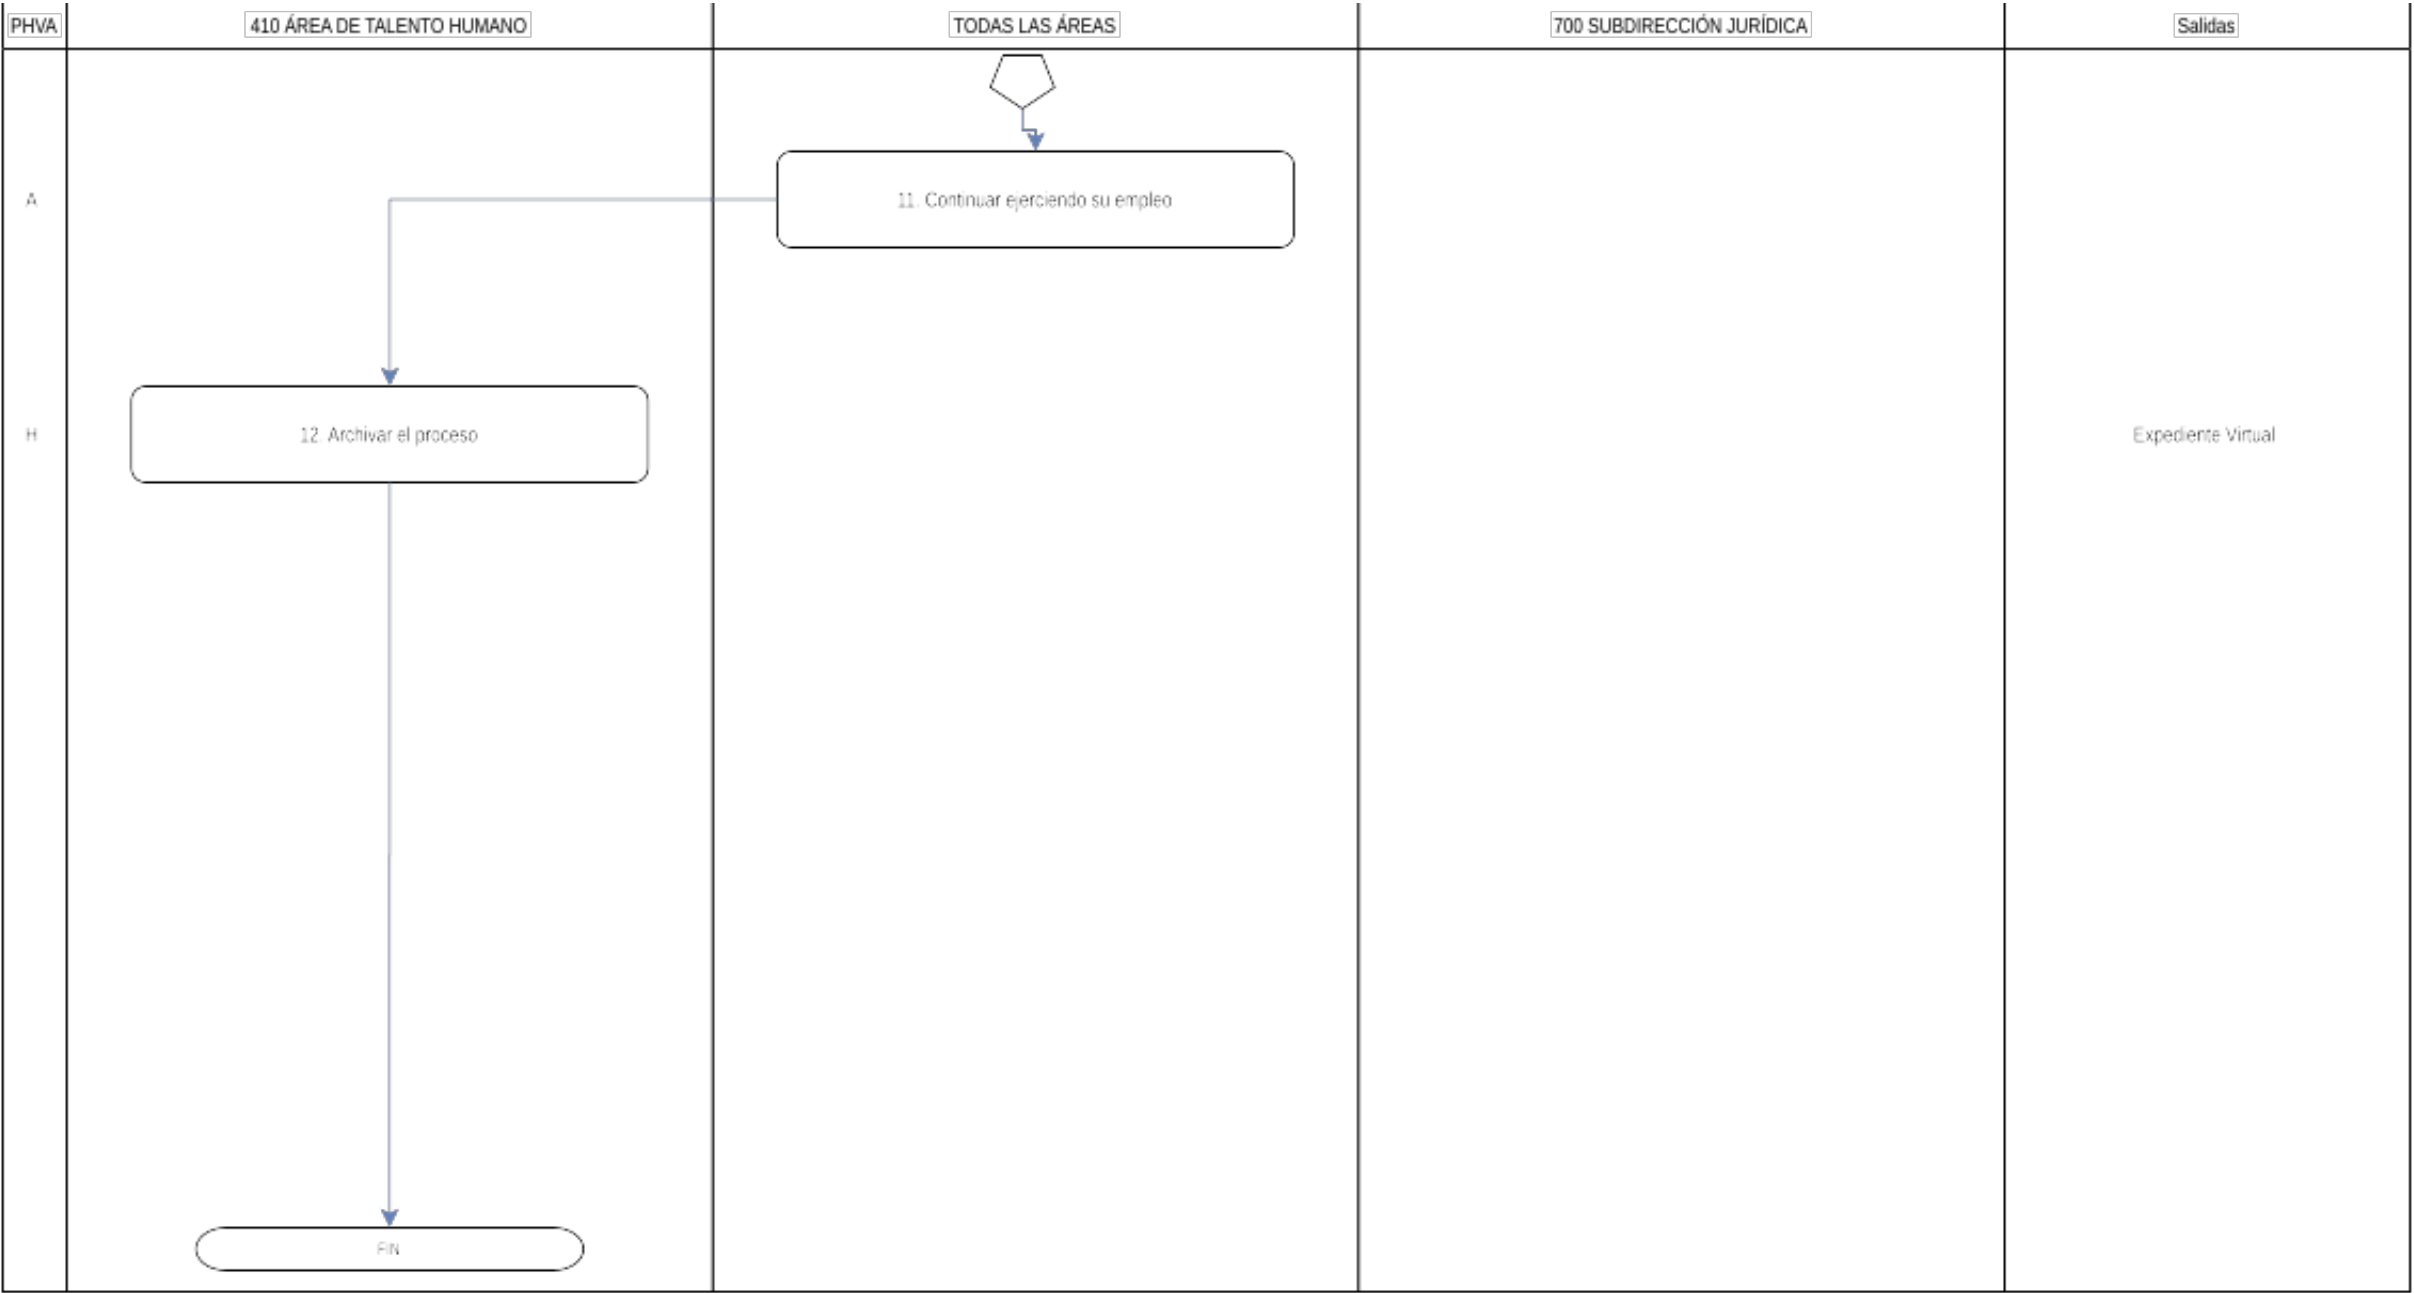 PHVA
410 ÁREA DE TALENTO HUMANO
TODAS LAS ÁREAS
700 SUBDIRECCIÓN JURÍDICA
Salidas
A
11. Continuar ejerciendo su empleo
H
12. Archivar el proceso
Expediente Virtual
FIN